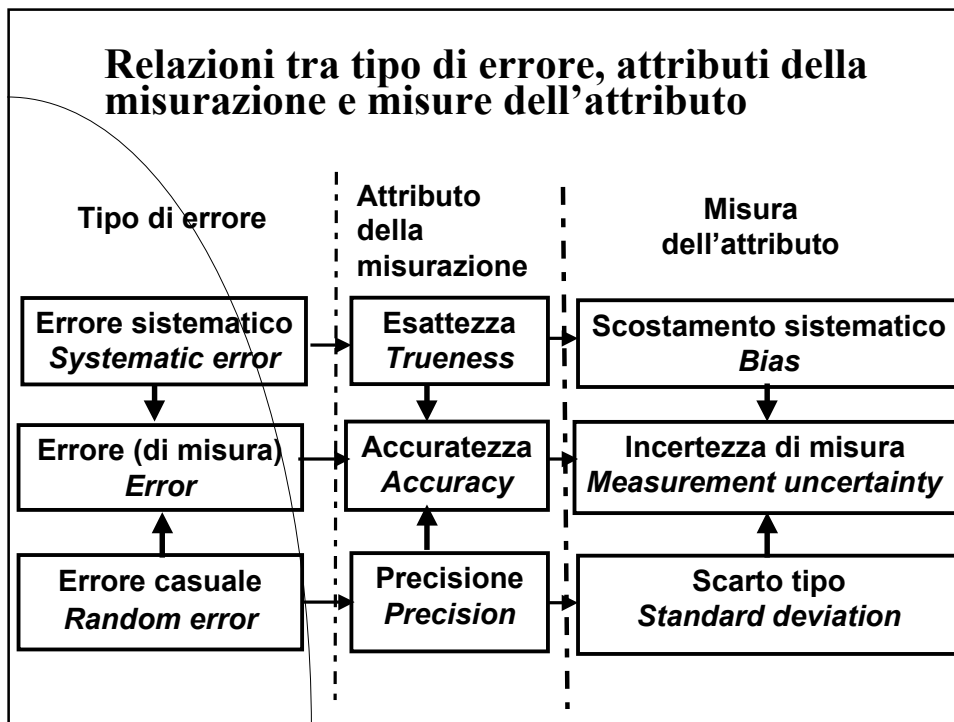 Relazioni tra tipo di errore, attributi della
misurazione e misure dell’attributo
Tipo di errore
Attributo
della
misurazione
Misura
dell’attributo
Errore sistematico
Systematic error
Esattezza
Trueness
Scostamento sistematico
Bias
Errore (di misura)
Error
Accuratezza
Accuracy
Incertezza di misura
Measurement uncertainty
Errore casuale
Random error
Precisione
Precision
Scarto tipo
Standard deviation